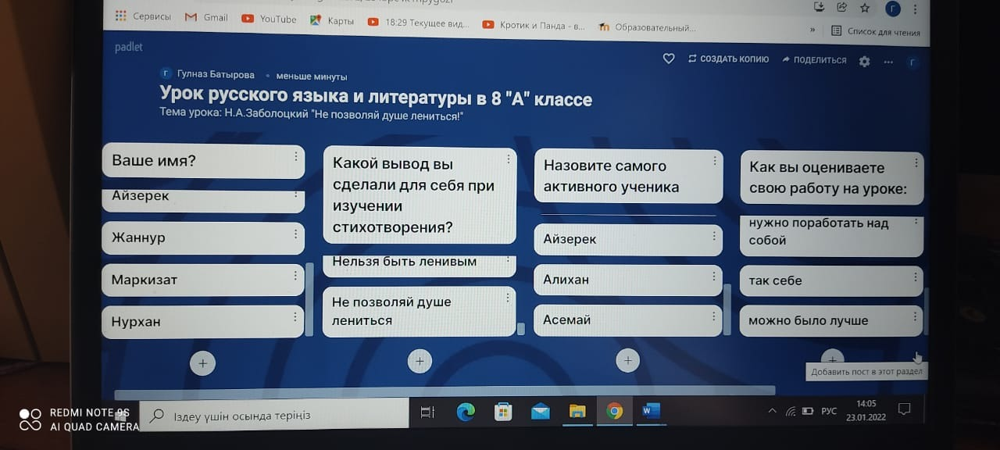 Сервисы
Gmail
YouTube
Карты
18:29 Текущее вид...
Кротик и Панда - в...
Образовательный...
»
Список для чтения
padlet
СОЗДАТЬ КОПИЮ
ПОДЕЛИТЬСЯ
Г
Г Гулназ Батырова • меньше минуты
Урок русского языка и литературы в 8 "А" классе
Тема урока: Н.А.Заболоцкий "Не позволяй душе лениться!"
Ваше имя?
Айзерек
Жаннур
Маркизат
Нурхан
Какой вывод вы
сделали для себя при
изучении
стихотворения?
Нельзя быть ленивым
Не позволяй душе
лениться
Назовите самого
активного ученика
Айзерек
Алихан
Асемай
Как вы оцениваете
свою работу на уроке:
нужно поработать над
собой
так себе
можно было лучше
Добавить пост в этот раздел
REDMI NOTE 9S
AI QUAD CAMERA
Іздеу үшін осында теріңіз
РУС
14:05
23.01.2022